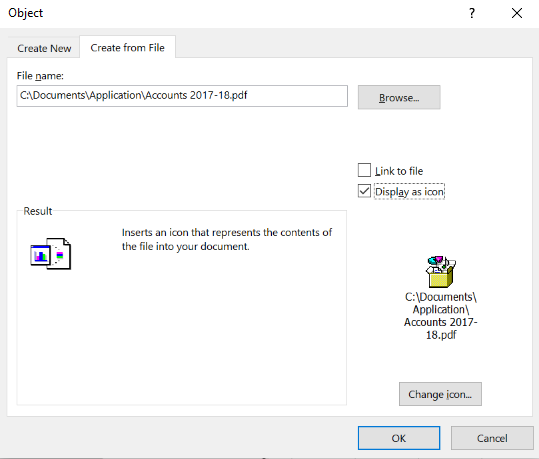 Object
?
Create New
Create from File
File name:
C:\Documents\Application\Accounts 2017-18.pdf
Browse...
Link to file
Display as icon
Result
Inserts an icon that represents the contents of
the file into your document.
C:\Documents\
Application\
Accounts 2017-
18.pdf
Change icon...
OK
Cancel